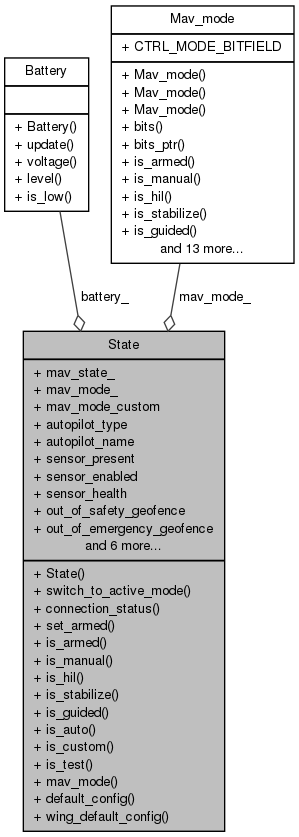 Mav_mode
+ CTRL_MODE_BITFIELD
+ Mav_mode()
+ Mav_mode()
+ Mav_mode()
+ bits()
+ bits_ptr()
+ is_armed()
+ is_manual()
+ is_hil()
+ is_stabilize()
+ is_guided()
and 13 more...
Battery
+ Battery()
+ update()
+ voltage()
+ level()
+ is_low()
battery_
mav_mode_
State
+ mav_state_
+ mav_mode_
+ mav_mode_custom
+ autopilot_type
+ autopilot_name
+ sensor_present
+ sensor_enabled
+ sensor_health
+ out_of_safety_geofence
+ out_of_emergency_geofence
and 6 more...
+ State()
+ switch_to_active_mode()
+ connection_status()
+ set_armed()
+ is_armed()
+ is_manual()
+ is_hil()
+ is_stabilize()
+ is_guided()
+ is_auto()
+ is_custom()
+ is_test()
+ mav_mode()
+ default_config()
+ wing_default_config()